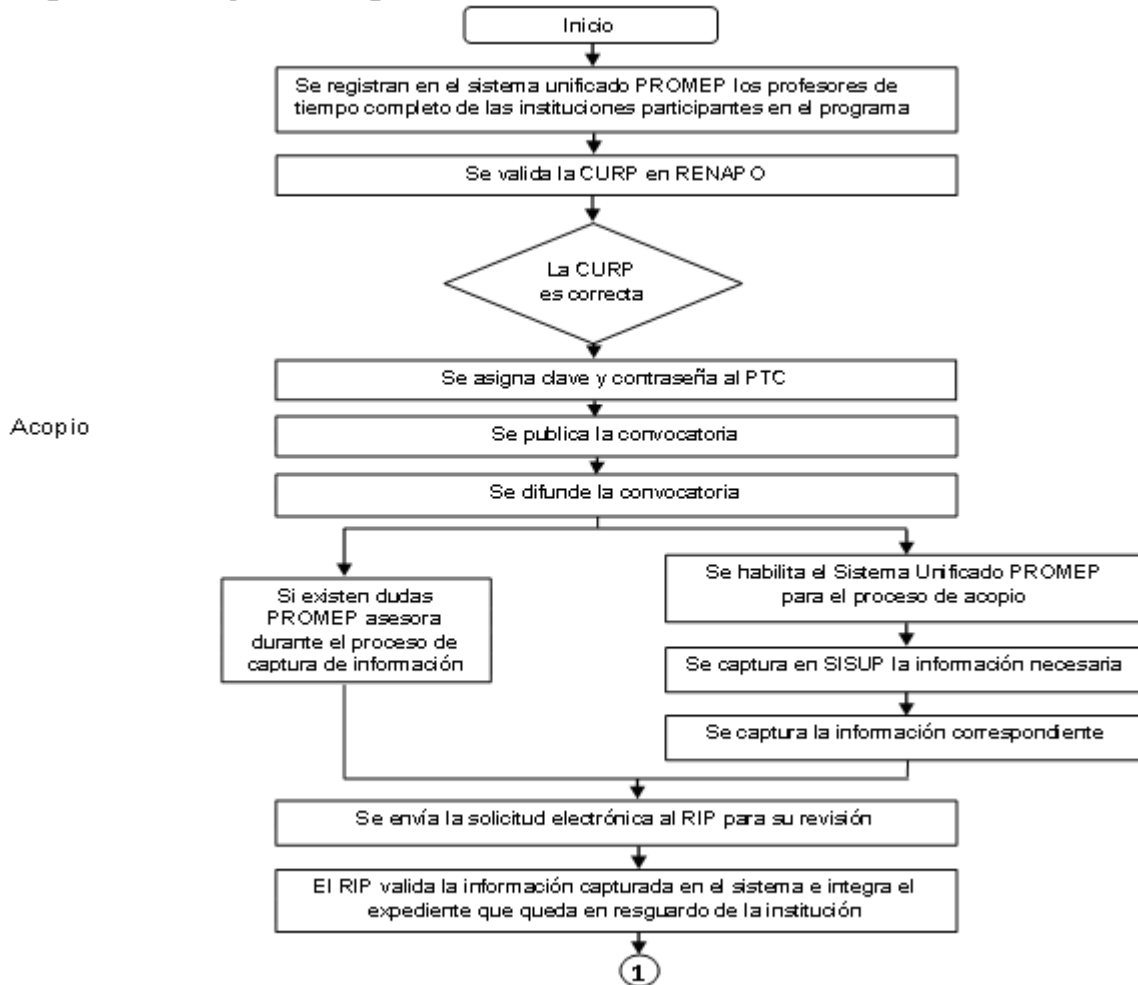 Inicio
Se registran en el sistema unificado PROMEP los profesores de
tiempo completo de las instituciones participantes en el programa
Se valida la CURP en RENAPO
La CURP
es correcta
Se asigna clave y contraseña al PTC
Acopio
Se publica la convocatoria
Se difunde la convocatoria
Si existen dudas
PROMEP asesora
durante el proceso de
captura de información
Se habilita el Sistema Unificado PROMEP
para el proceso de acopio
Se captura en SISUP la información necesaria
Se captura la información correspondiente
Se envía la solicitud electrónica al RIP para su revisión
El RIP valida la información capturada en el sistema e integra el
expediente que queda en resguardo de la institución
1